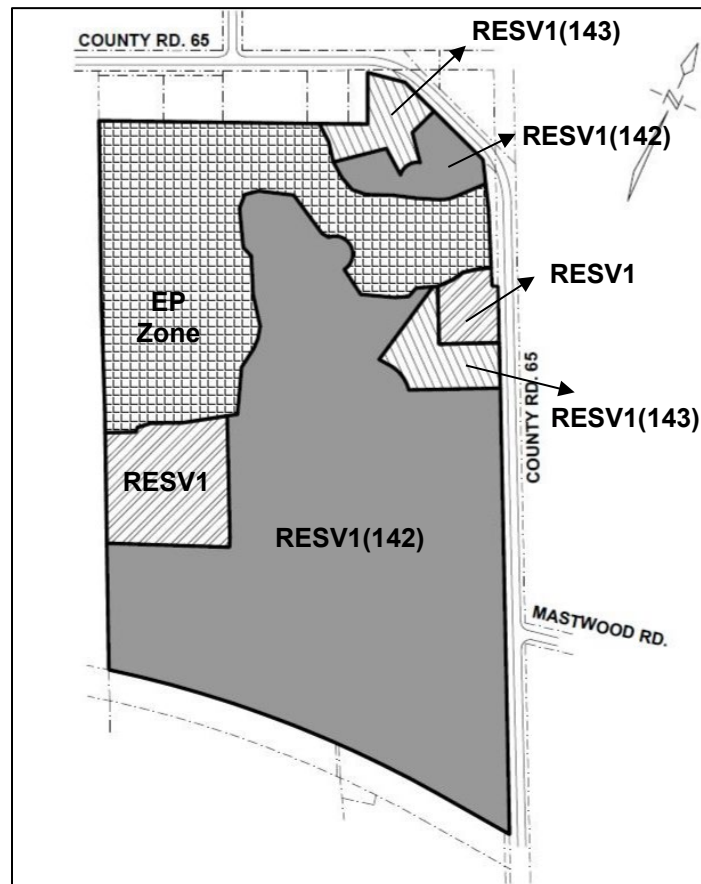 RESV1(143)
COUNTY RD. 65
N
RESV1(142)
RESV1
EP
Zone
COUNTY RD. 65
RESV1(143)
RESV1
RESV1(142)
MASTWOOD RD.